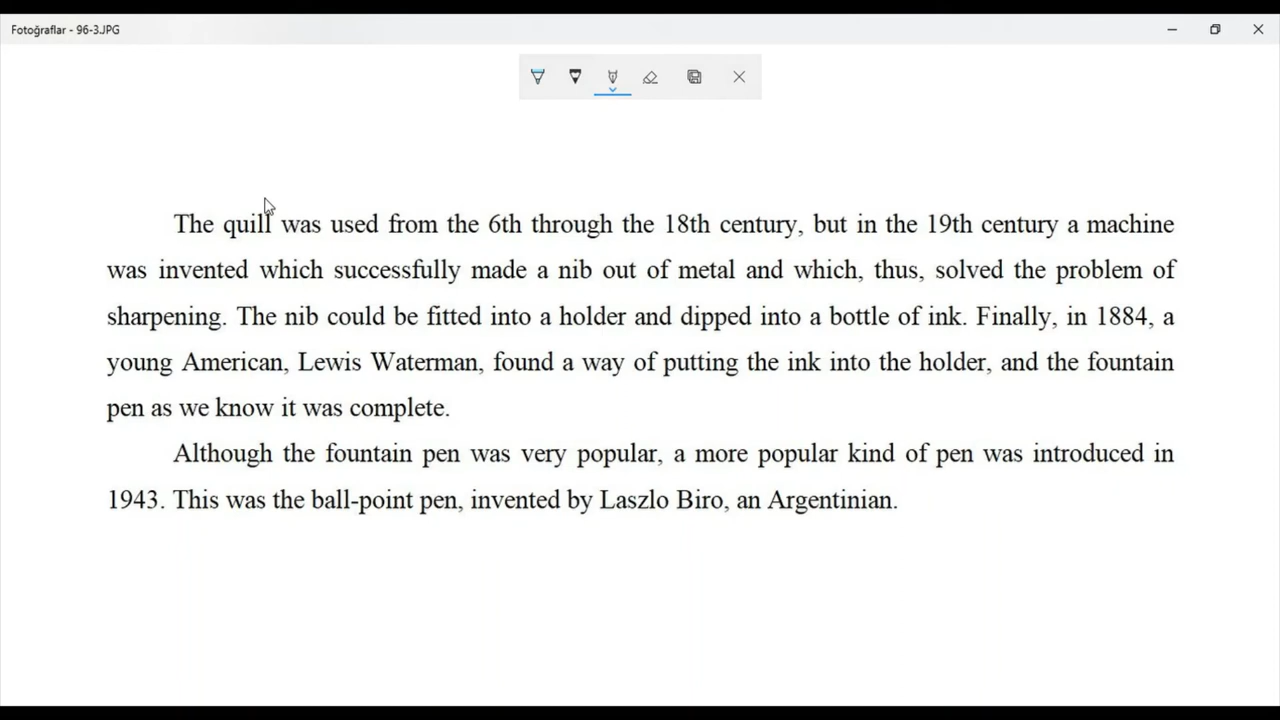 Fotoğraflar - 96-3.JPG
The quill was used from the 6th through the 18th century, but in the 19th century a machine
was invented which successfully made a nib out of metal and which, thus, solved the problem of
sharpening. The nib could be fitted into a holder and dipped into a bottle of ink. Finally, in 1884, a
young American, Lewis Waterman, found a way of putting the ink into the holder, and the fountain
pen as we know it was complete.
Although the fountain pen was very popular, a more popular kind of pen was introduced in
1943. This was the ball-point pen, invented by Laszlo Biro, an Argentinian.